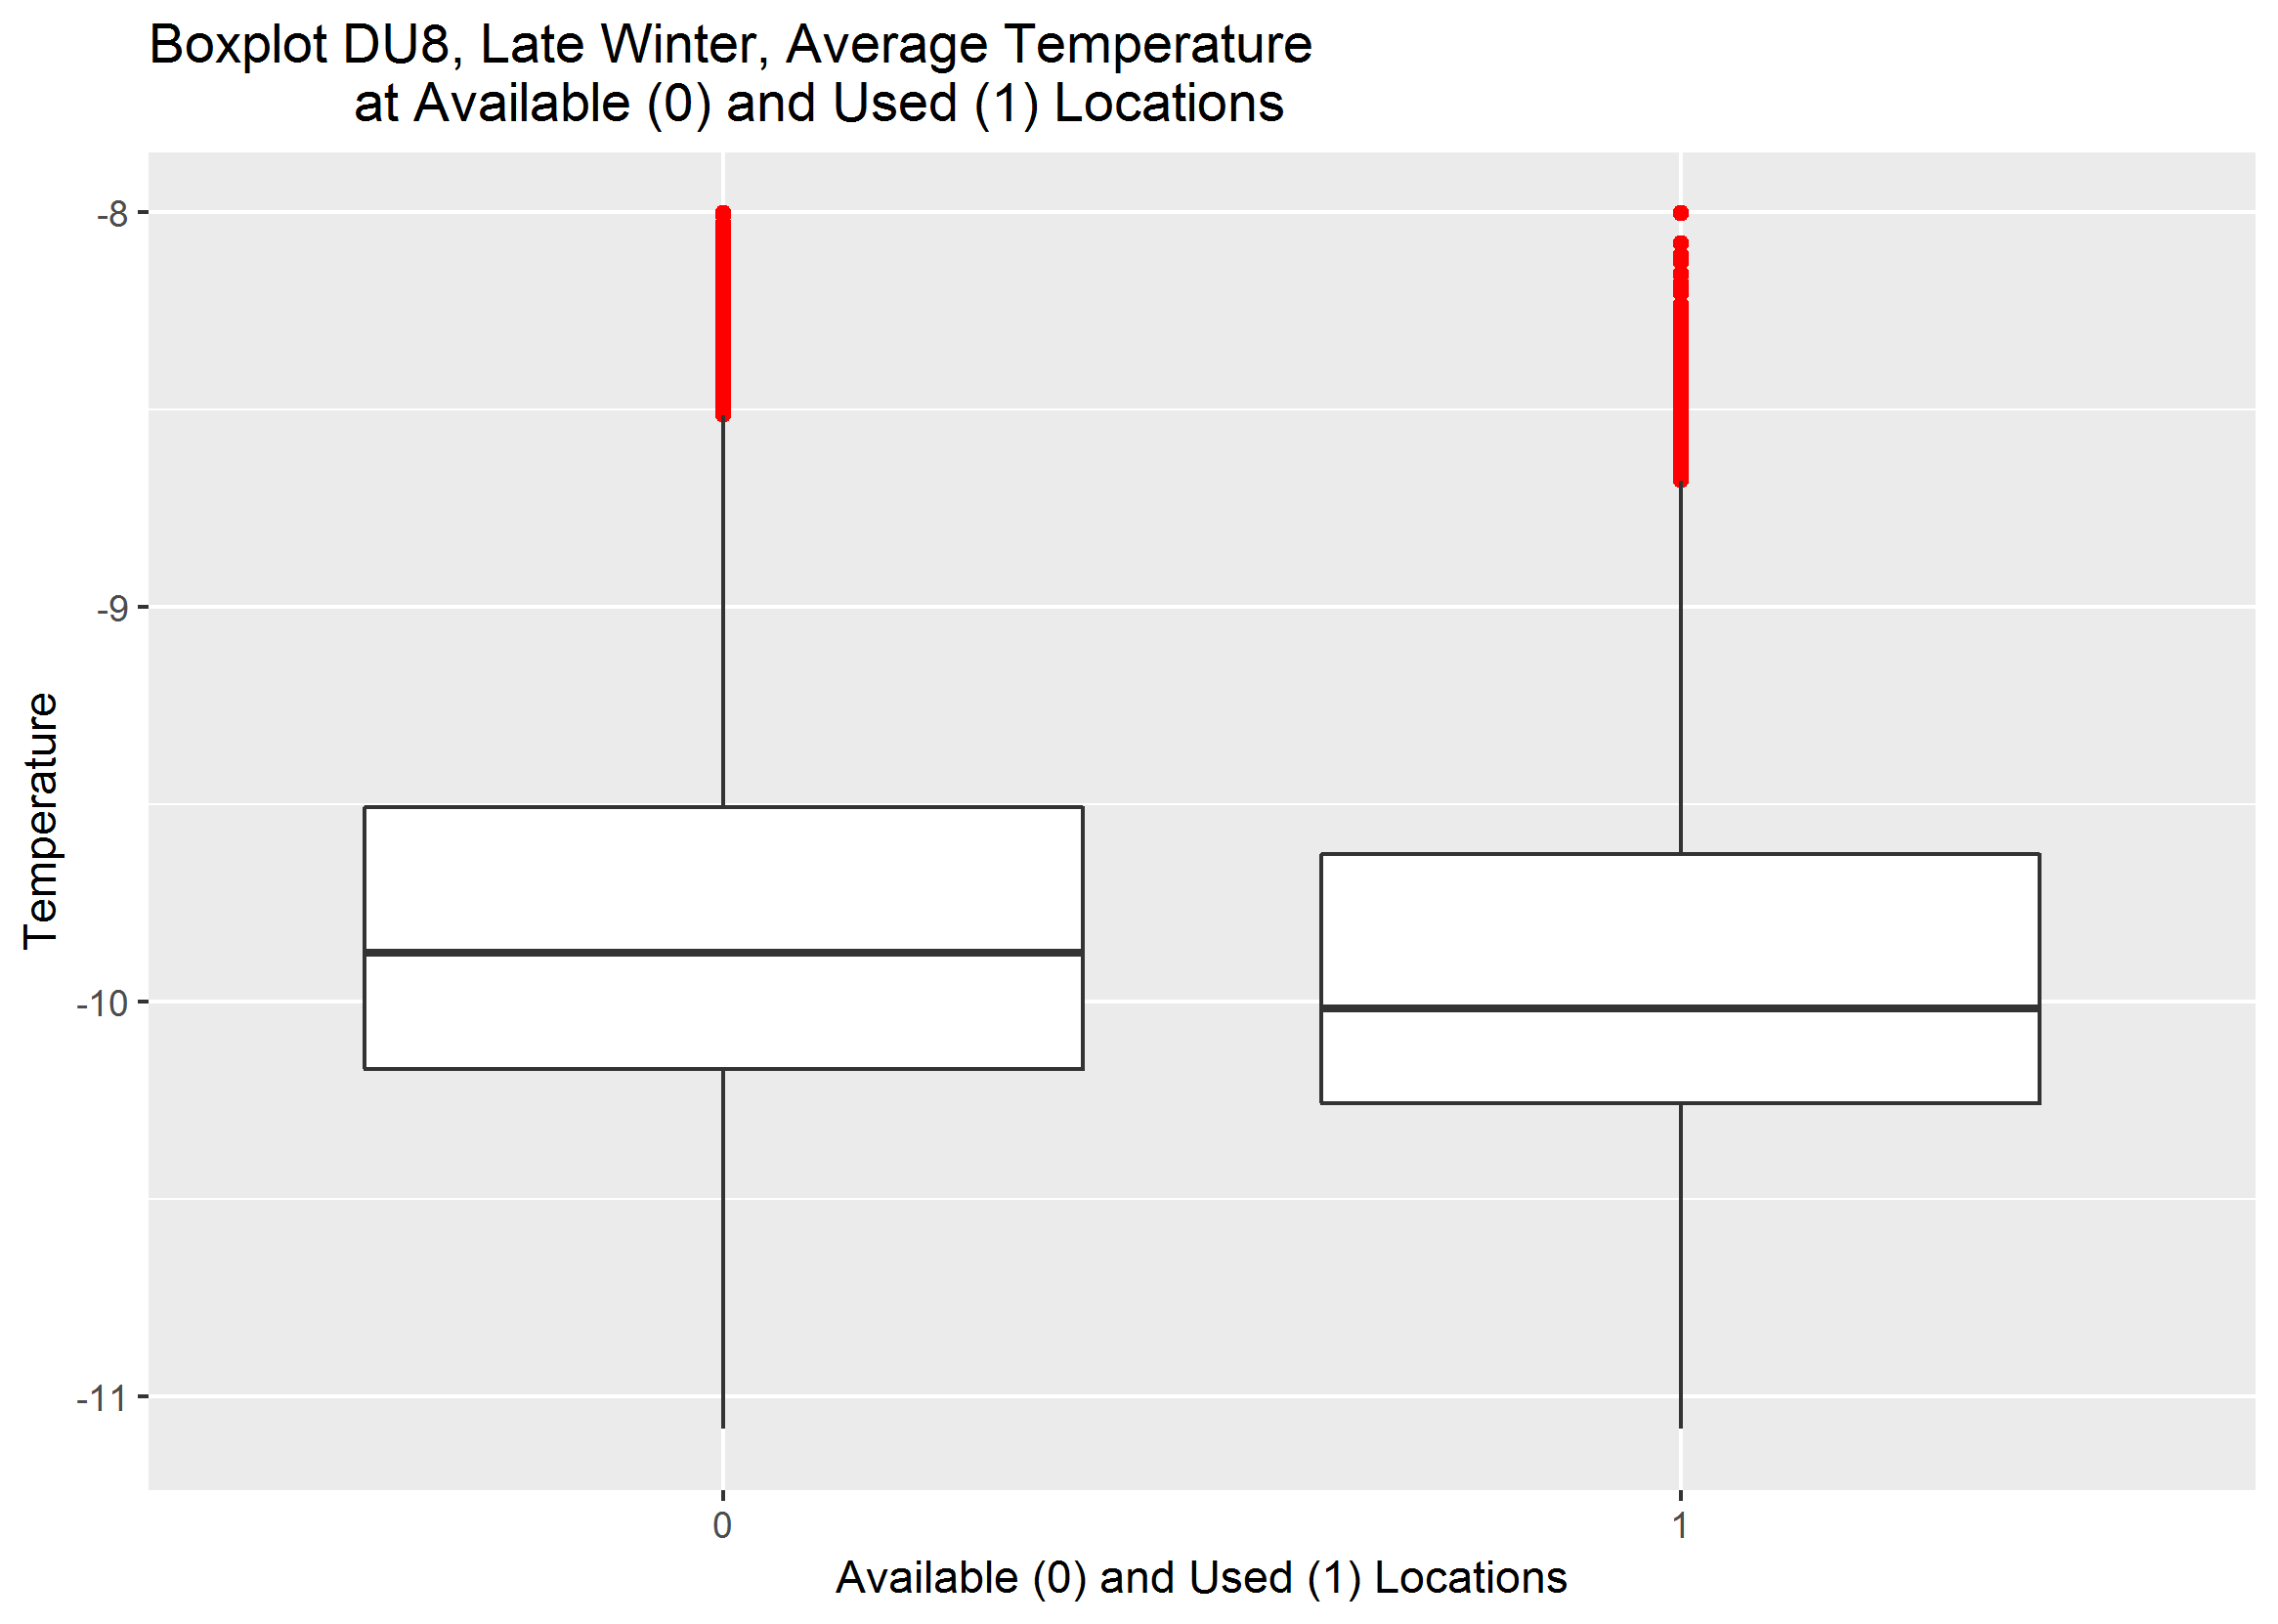 Boxplot DU8, Late Winter, Average Temperature
at Available (0) and Used (1) Locations
-8
-9
-10
-11
Temperature
0
1
Available (0) and Used (1) Locations